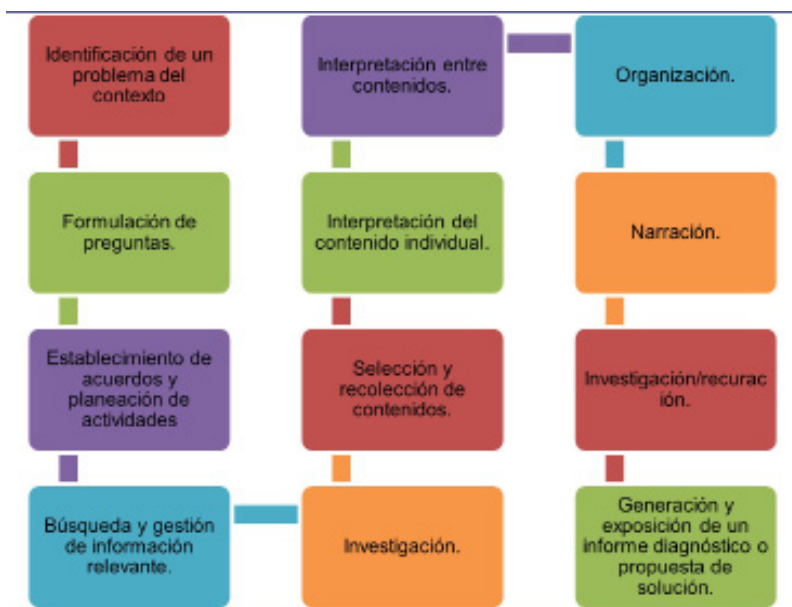 Identificación de un
problema del
contexto
Formulación de
preguntas.
Establecimiento de
acuerdos y
planeación de
actividades
Búsqueda y gestión
de información
relevante.
Investigación.
Selección y
recolección de
contenidos.
Interpretación del
contenido individual.
Interpretación entre
contenidos.
Organización.
Narración.
Investigación/recurac
ión.
Generación y
exposición de un
informe diagnóstico o
propuesta de
solución.